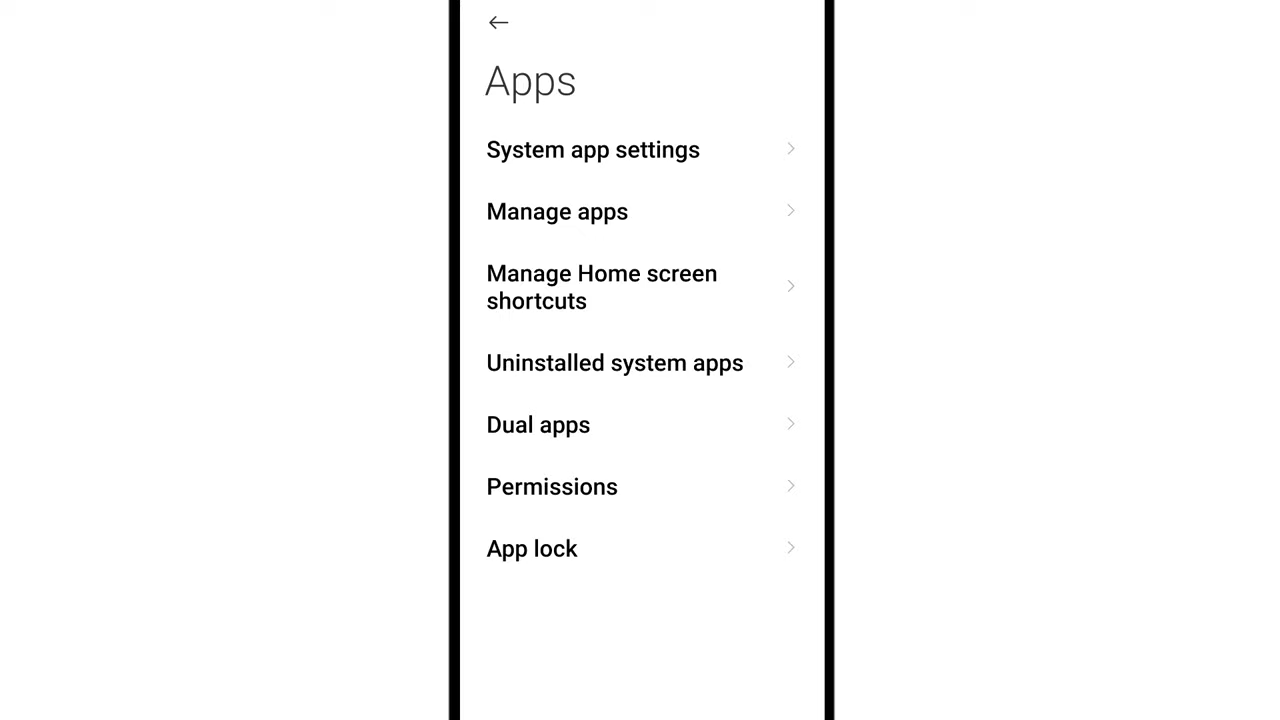 Apps
System app settings
Manage apps
Manage Home screen
shortcuts
Uninstalled system apps
Dual apps
Permissions
App lock